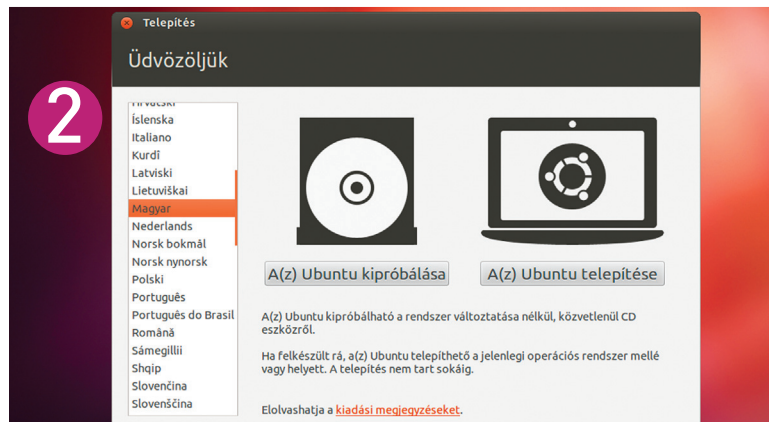 Telepítés
Üdvözöljük
2
Hrvatski
Íslenska
Italiano
Kurdî
Latviski
Lietuviškai
Magyar
Nederlands
Norsk bokmål
Norsk nynorsk
Polski
Português
Português do Brasil
Română
Sámegillii
Shqip
Slovenčina
Slovenščina
A(z) Ubuntu kipróbálása
A(z) Ubuntu telepítése
A(z) Ubuntu kipróbálható a rendszer változtatása nélkül, közvetlenül CD
eszközről.
Ha felkészült rá, a(z) Ubuntu telepíthető a jelenlegi operációs rendszer mellé
vagy helyett. A telepítés nem tart sokáig.
Elolvashatja a kiadási megjegyzéseket.